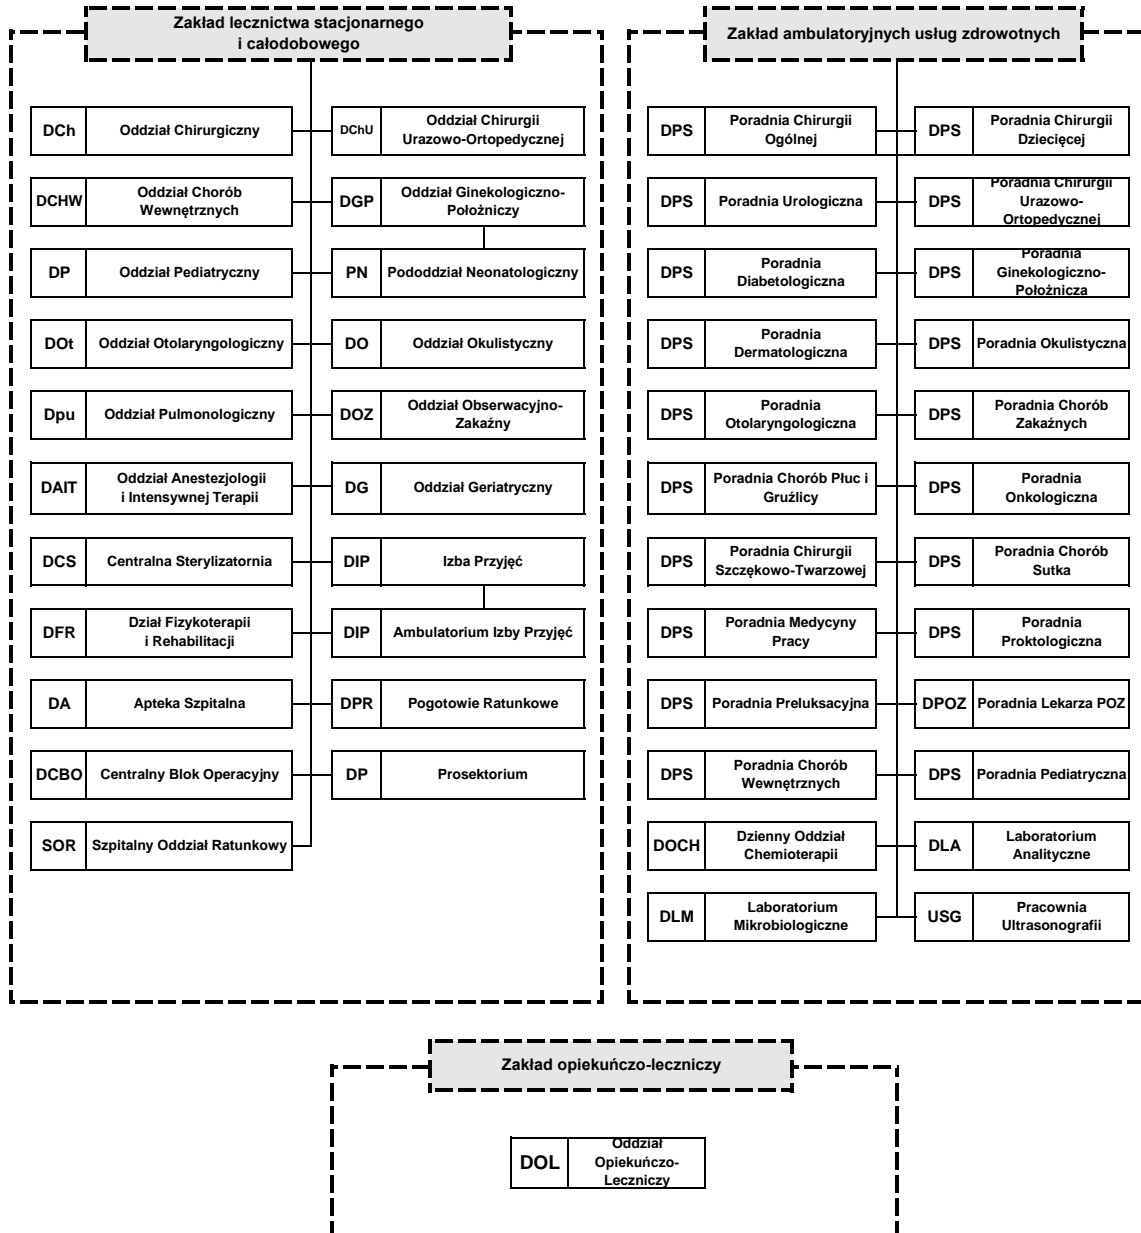 Zakład lecznictwa stacjonarnego
i całodobowego
DCh
Oddział Chirurgiczny
DChU
Oddział Chirurgii
Urazowo-Ortopedycznej
DCHW
Oddział Chorób
Wewnętrznych
DGP
Oddział Ginekologiczno-
Położniczy
DP
Oddział Pediatryczny
PN
Pododdział Neonatologiczny
DOt
Oddział Otolaryngologiczny
DO
Oddział Okulistyczny
Dpu
Oddział Pulmonologiczny
DOZ
Oddział Obserwacyjno-
Zakaźny
DAIT
Oddział Anestezjologii
i Intensywnej Terapii
DG
Oddział Geriatryczny
DCS
Centralna Sterylizatornia
DIP
Izba Przyjęć
DFR
Dział Fizykoterapii
i Rehabilitacji
DIP
Ambulatorium Izby Przyjęć
DA
Apteka Szpitalna
DPR
Pogotowie Ratunkowe
DCBO
Centralny Blok Operacyjny
DP
Prosektorium
SOR
Szpitalny Oddział Ratunkowy
Zakład ambulatoryjnych usług zdrowotnych
DPS
Poradnia Chirurgii
Ogólnej
DPS
Poradnia Chirurgii
Dziecięcej
DPS
Poradnia Urologiczna
DPS
Poradnia Chirurgii
Urazowo-
Ortopedycznej
DPS
Poradnia
Diabetologiczna
DPS
Poradnia
Ginekologiczno-
Położnicza
DPS
Poradnia
Dermatologiczna
DPS
Poradnia Okulistyczna
DPS
Poradnia
Otolaryngologiczna
DPS
Poradnia Chorób
Zakaźnych
DPS
Poradnia Chorób Płuc i
Gruźlicy
DPS
Poradnia
Onkologiczna
DPS
Poradnia Chirurgii
Szczękowo-Twarzowej
DPS
Poradnia Chorób
Sutka
DPS
Poradnia Medycyny
Pracy
DPS
Poradnia
Proktologiczna
DPS
Poradnia Preluksacyjna
DPOZ
Poradnia Lekarza POZ
DPS
Poradnia Chorób
Wewnętrznych
DPS
Poradnia Pediatryczna
DOCH
Dzienny Oddział
Chemioterapii
DLA
Laboratorium
Analityczne
DLM
Laboratorium
Mikrobiologiczne
USG
Pracownia
Ultrasonografii
Zakład opiekuńczo-leczniczy
DOL
Oddział
Opiekuńczo-
Leczniczy